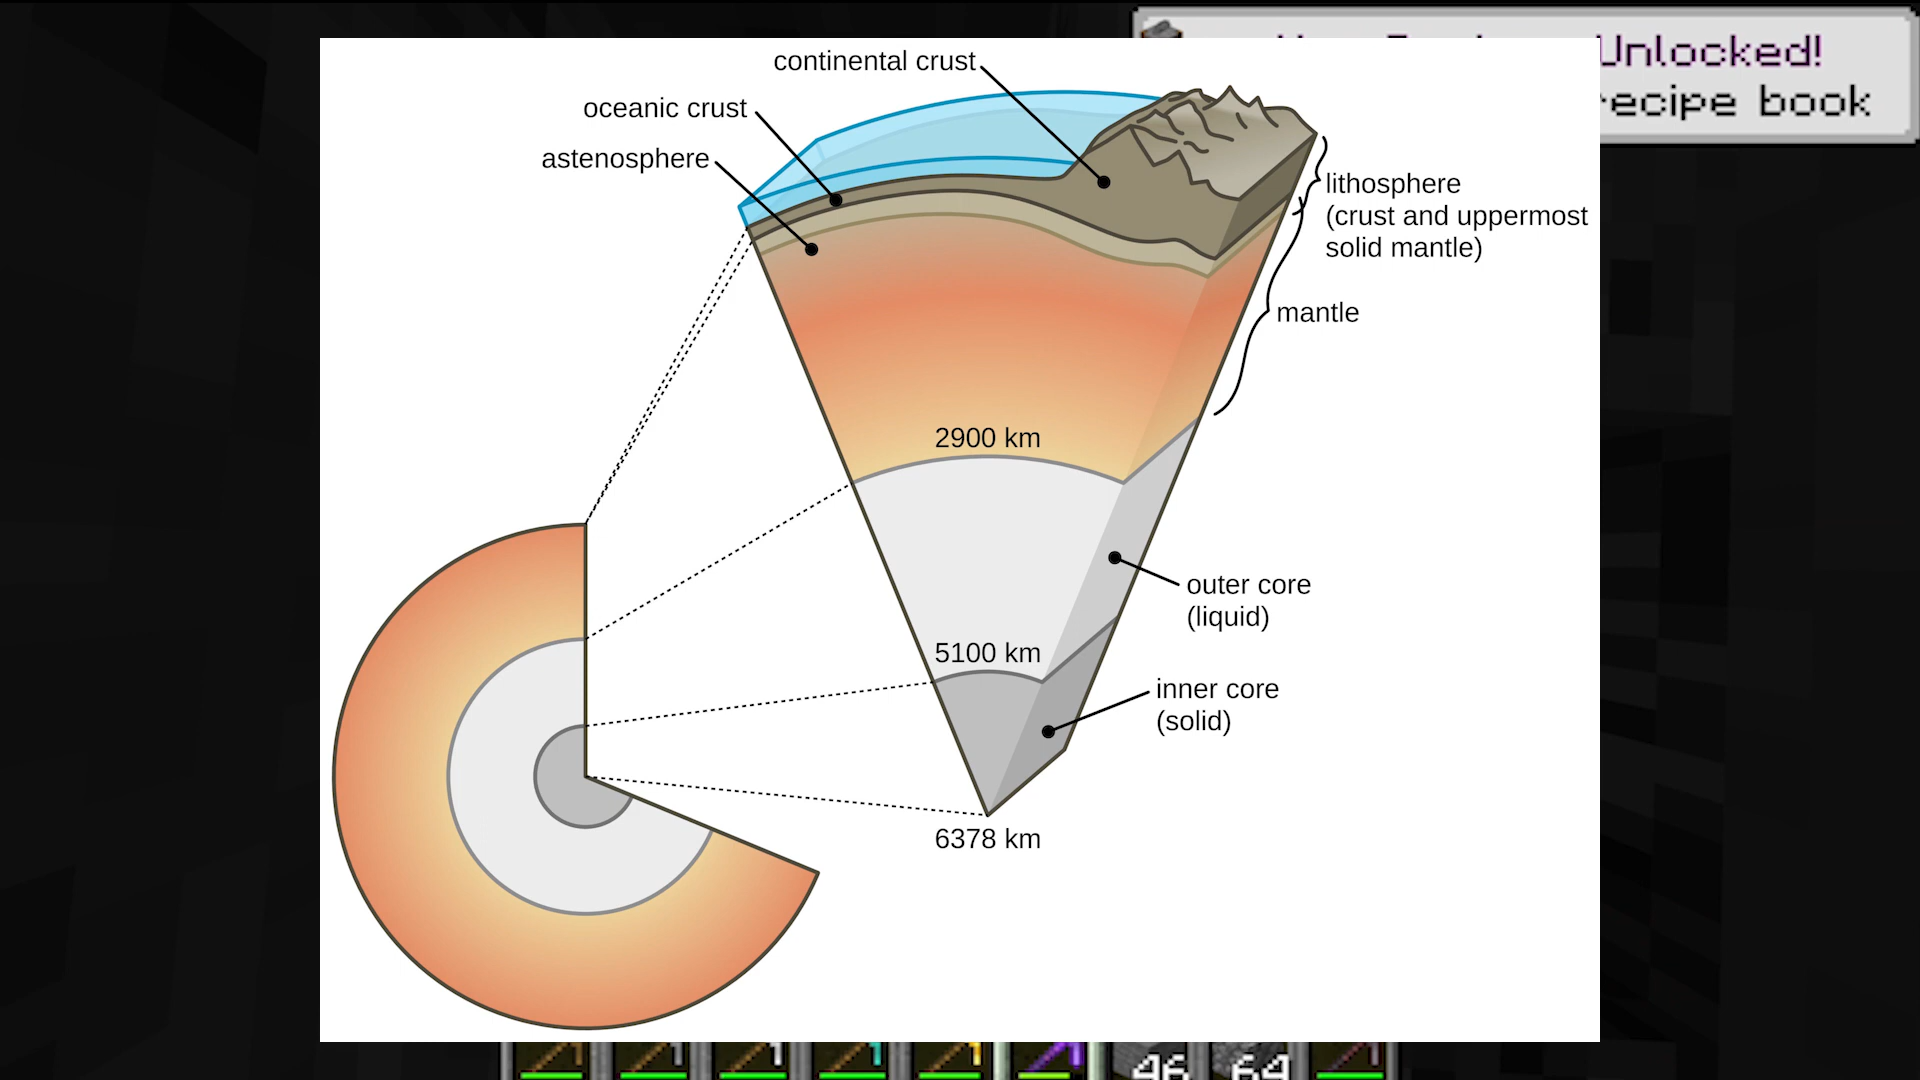 Unlocked!
recipe book
continental crust
oceanic crust
astenosphere
lithosphere
(crust and uppermost
solid mantle)
mantle
2900 km
outer core
(liquid)
5100 km
inner core
(solid)
6378 km
46
64